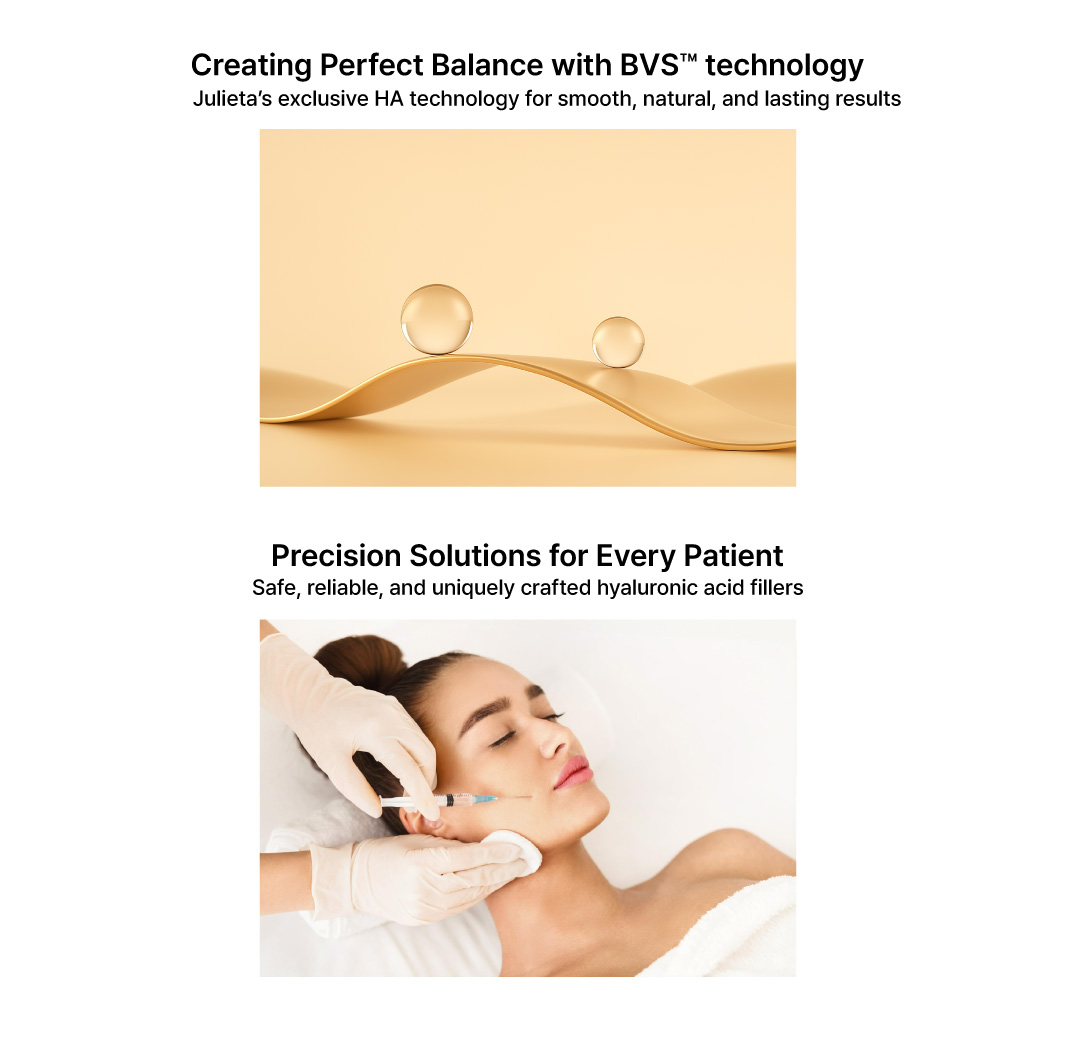 Creating Perfect Balance with BVS™ technology
Julieta’s exclusive HA technology for smooth, natural, and lasting results
Precision Solutions for Every Patient
Safe, reliable, and uniquely crafted hyaluronic acid fillers